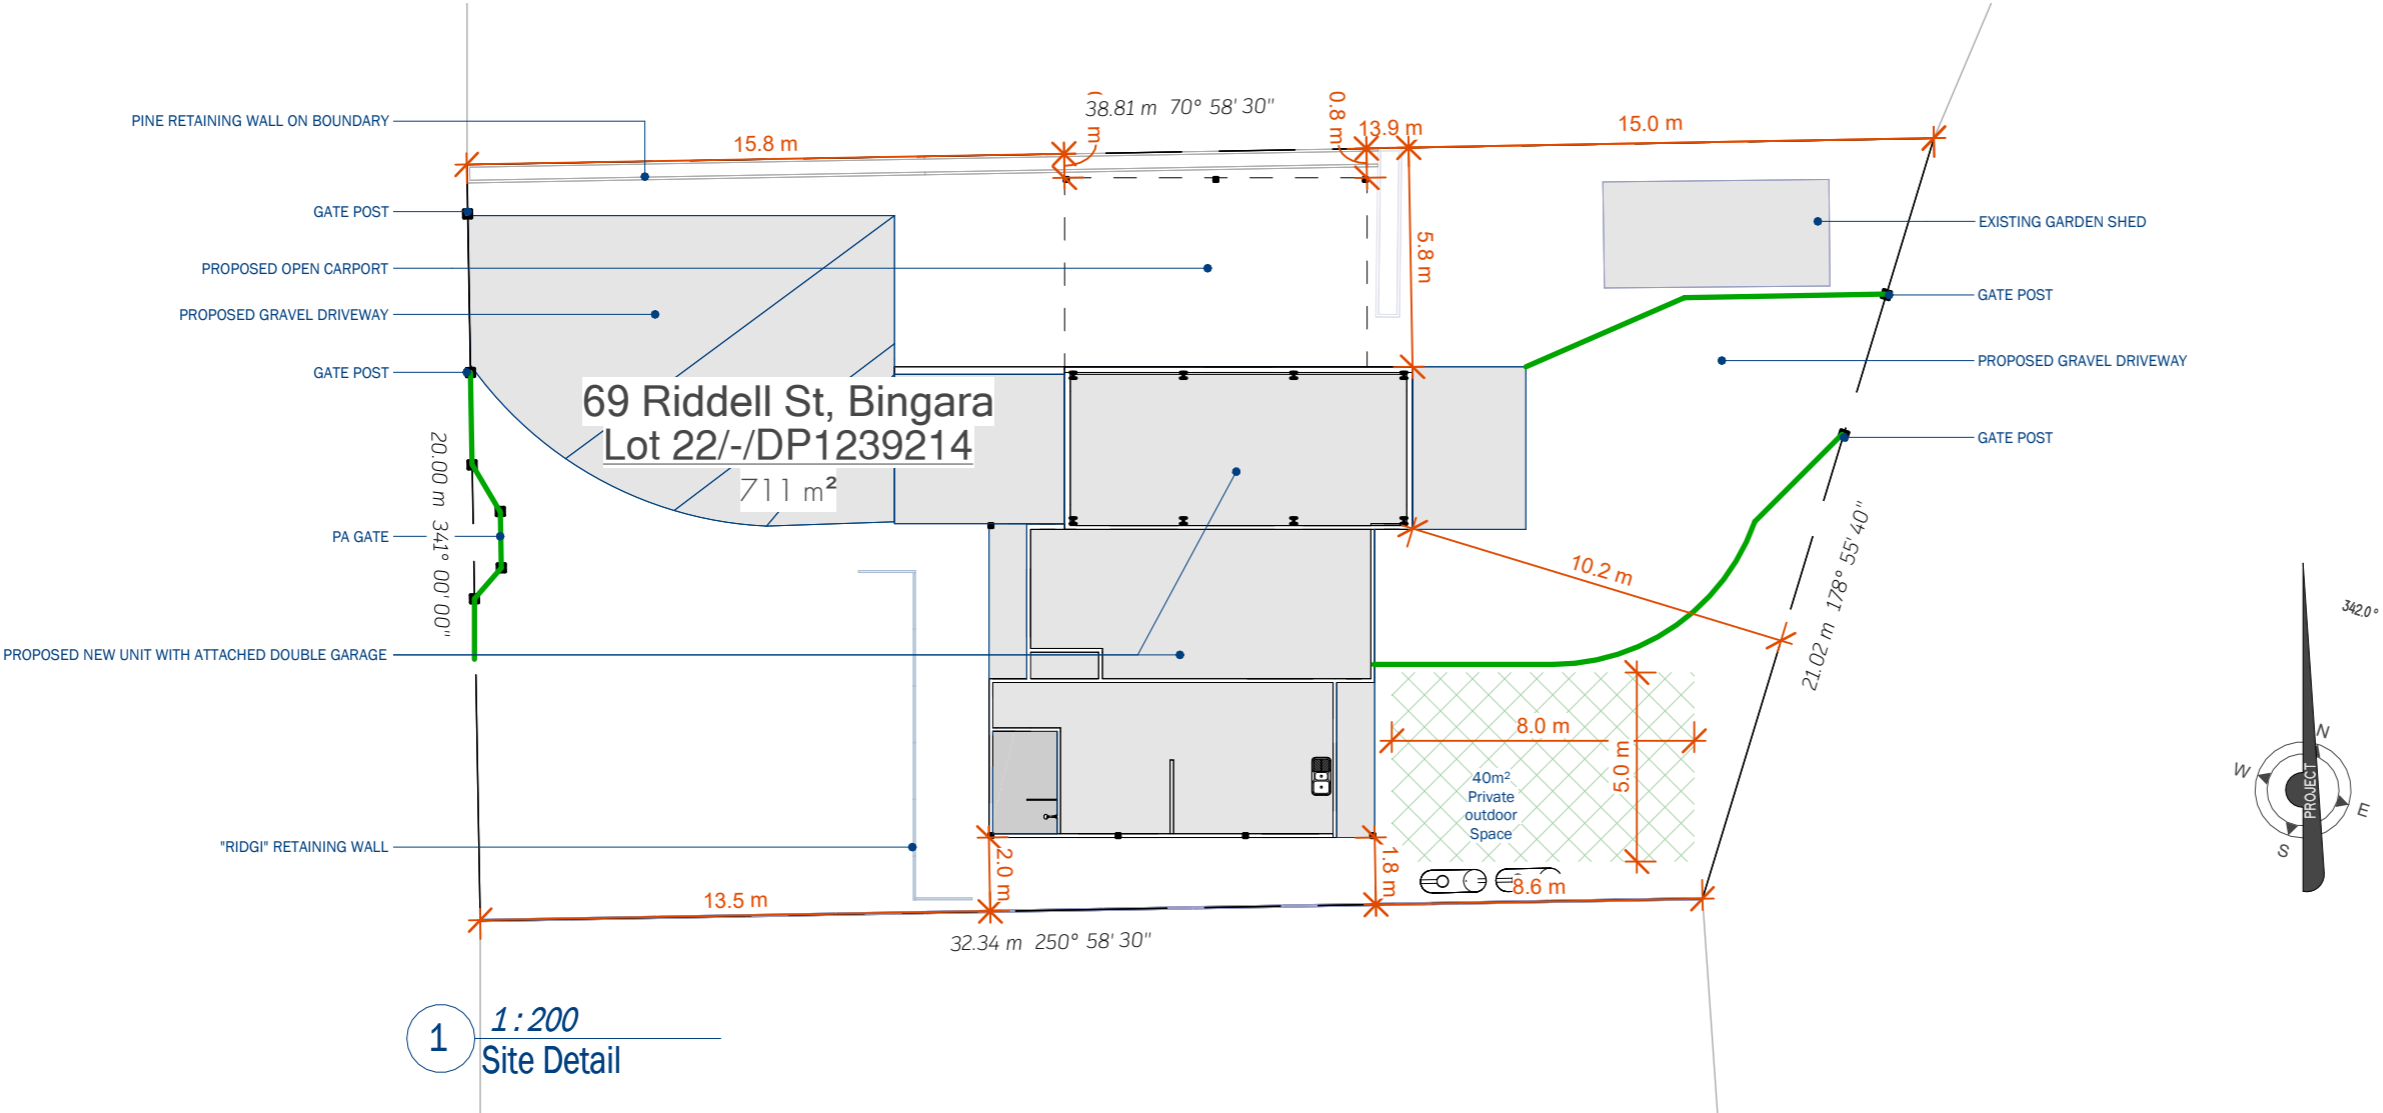 38.81 m 70° 58' 30"
0.8 m
13.9 m
15.0 m
15.8 m
PINE RETAINING WALL ON BOUNDARY
GATE POST
EXISTING GARDEN SHED
5.8 m
PROPOSED OPEN CARPORT
GATE POST
PROPOSED GRAVEL DRIVEWAY
PROPOSED GRAVEL DRIVEWAY
GATE POST
69 Riddell St, Bingara
Lot 22/-/DP1239214
711 m²
GATE POST
20.00 m 341° 00' 00"
PA GATE
10.2 m
21.02 m 178° 55' 40"
342.0°
PROPOSED NEW UNIT WITH ATTACHED DOUBLE GARAGE
8.0 m
5.0 m
40m²
Private
outdoor
Space
N
W
PROJECT
E
S
"RIDGI" RETAINING WALL
2.0 m
1.8 m
8.6 m
13.5 m
32.34 m 250° 58' 30"
1
1:200
Site Detail